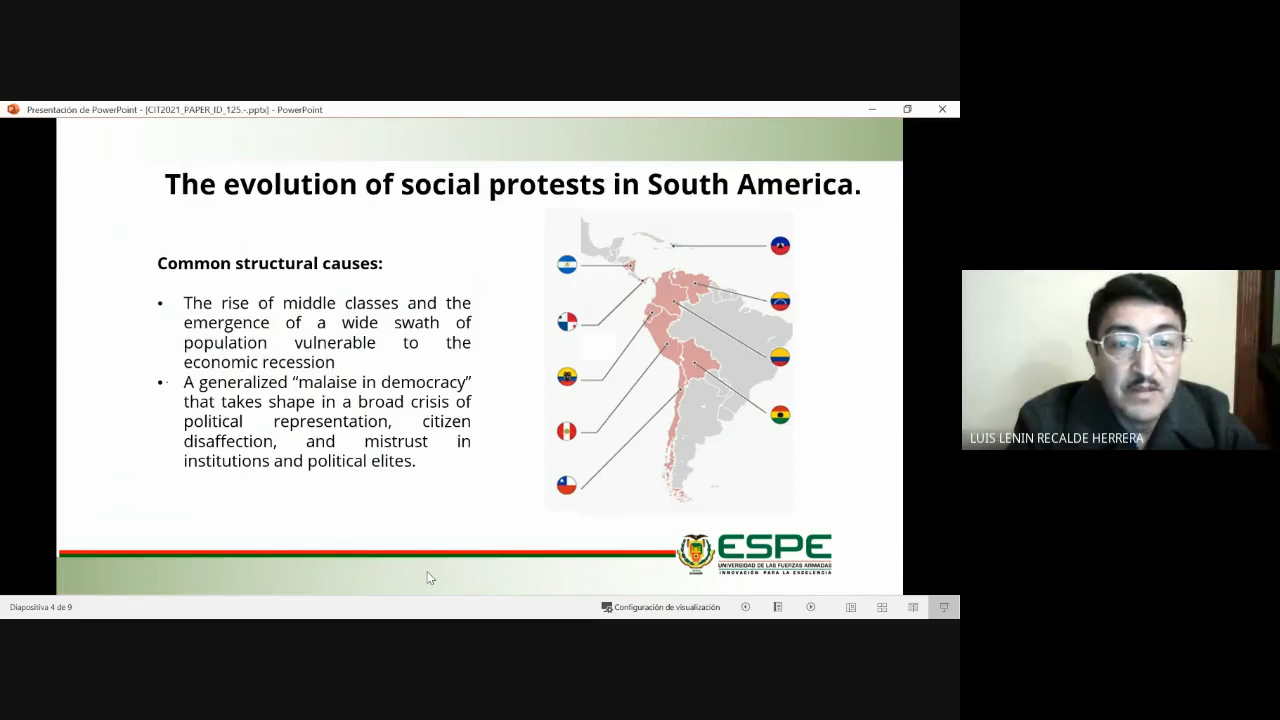 Presentación de PowerPoint - [CIT2021_PAPER_ID_125.-.pptx] - PowerPoint
The evolution of social protests in South America.
Common structural causes:
• The rise of middle classes and the
emergence of a wide swath of
population vulnerable to the
economic recession
• A generalized “malaise in democracy”
that takes shape in a broad crisis of
political representation, citizen
disaffection, and mistrust in
institutions and political elites.
ESPE
UNIVERSIDAD DE LAS FUERZAS ARMADAS
INNOVACIÓN PARA LA EXCELENCIA
Diapositiva 4 de 9
Configuración de visualización
LUIS LENIN RECALDE HERRERA